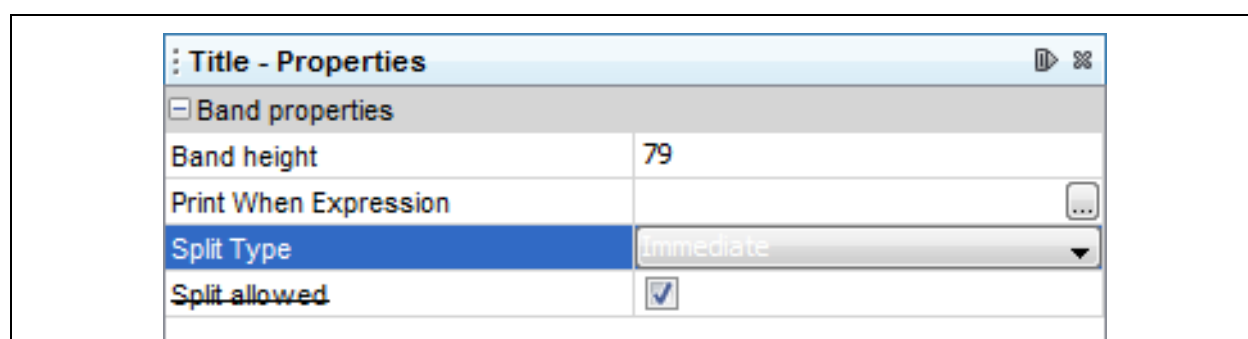 Title - Properties
Band properties
Band height 79
Print When Expression ...
Split Type Immediate
Split allowed